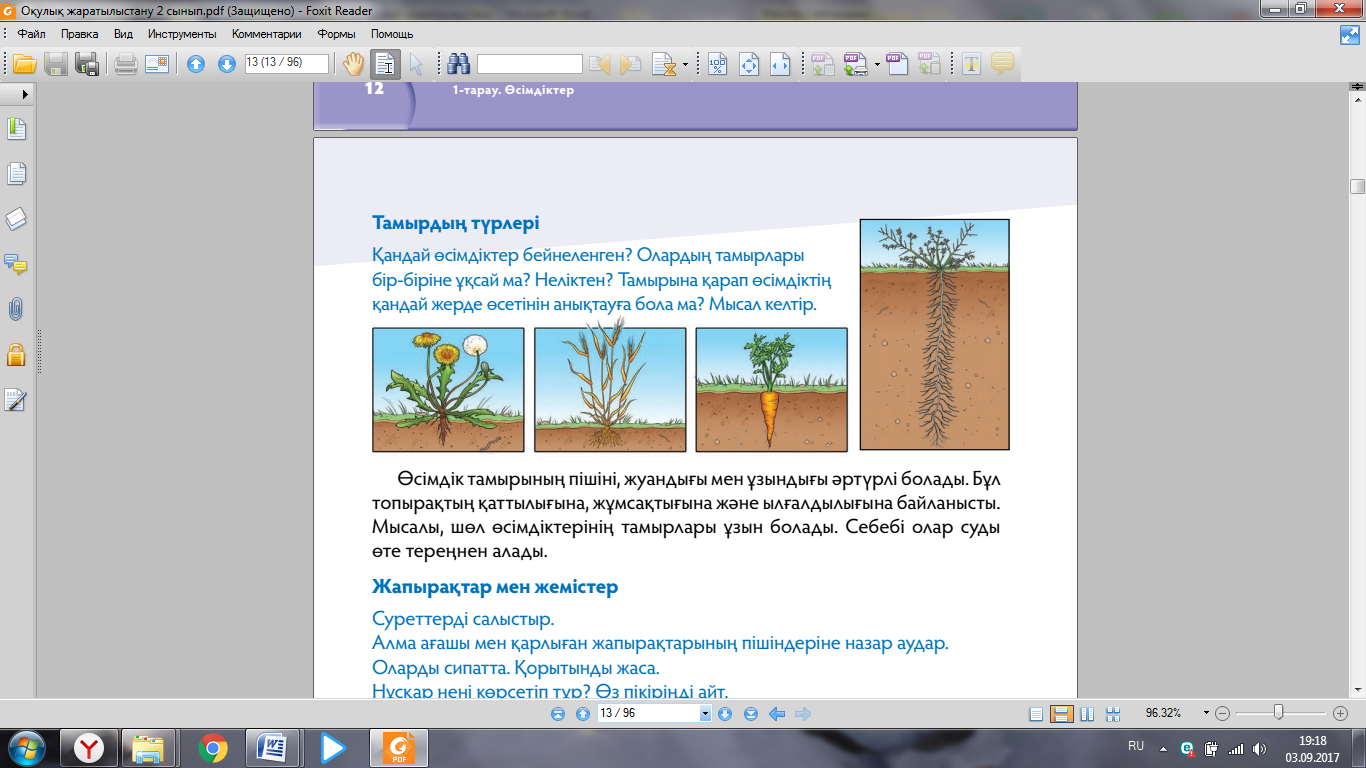 Оқулық жаратылыстану 2 сынып.pdf (Защищено) - Foxit Reader
Файл Правка Вид Инструменты Комментарии Формы Помощь
13 (13 / 96)
12 1-тарау. Өсімдіктер
Тамырдың түрлері
Қандай өсімдіктер бейнеленген? Олардың тамырлары
бір-біріне ұқсай ма? Неліктен? Тамырына қарап өсімдіктің
қандай жерде өсетінін анықтауға бола ма? Мысал келтір.
Өсімдік тамырының пішіні, жуандығы мен ұзындығы әртүрлі болады. Бұл
топырақтың қаттылығына, жұмсақтығына және ылғалдылығына байланысты.
Мысалы, шөл өсімдіктерінің тамырлары ұзын болады. Себебі олар суды
өте тереңнен алады.
Жапырақтар мен жемістер
Суреттерді салыстыр.
Алма ағашы мен қарлыған жапырақтарының пішіндеріне назар аудар.
Оларды сипатта. Қорытынды жаса.
Нұсқар нені көрсетіп тұр? Өз пікіріңді айт.
13 / 96
96.32%
RU
19:18
03.09.2017